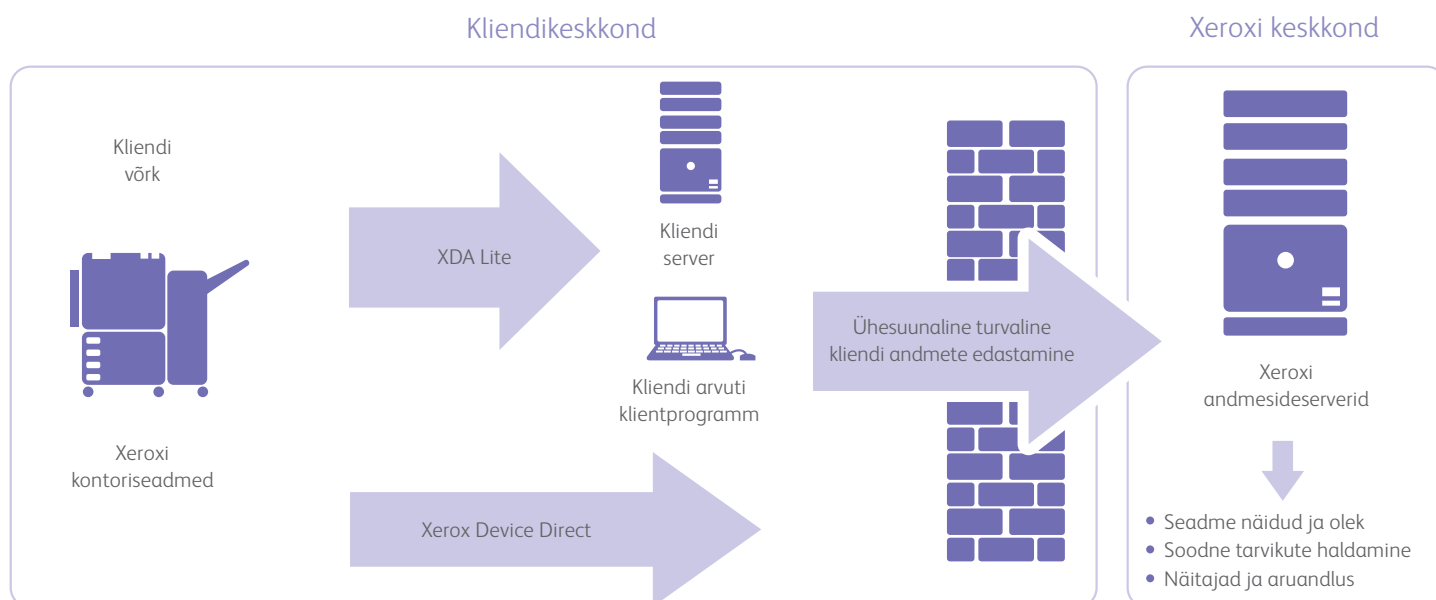 Kliendikeskkond
Xeroxi keskkond
Kliendi
võrk
Xeroxi
kontoriseadmed
XDA Lite
Xerox Device Direct
Kliendi
server
Kliendi arvuti
klientprogramm
Ühesuunaline turvaline
kliendi andmete edastamine
Xeroxi
andmesideserverid
• Seadme näidud ja olek
• Soodne tarvikute haldamine
• Näitajad ja aruandlus